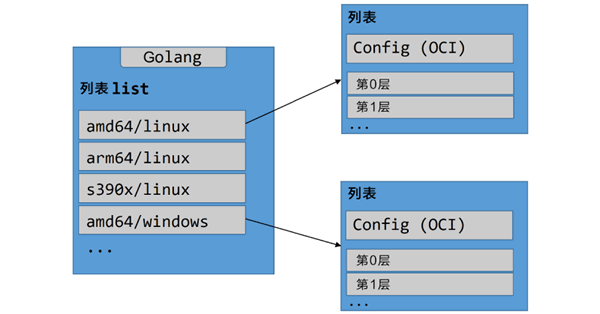 Golang
列表 list
amd64/linux
arm64/linux
s390x/linux
amd64/windows
...
列表
Config (OCI)
第0层
第1层
...
列表
Config (OCI)
第0层
第1层
...